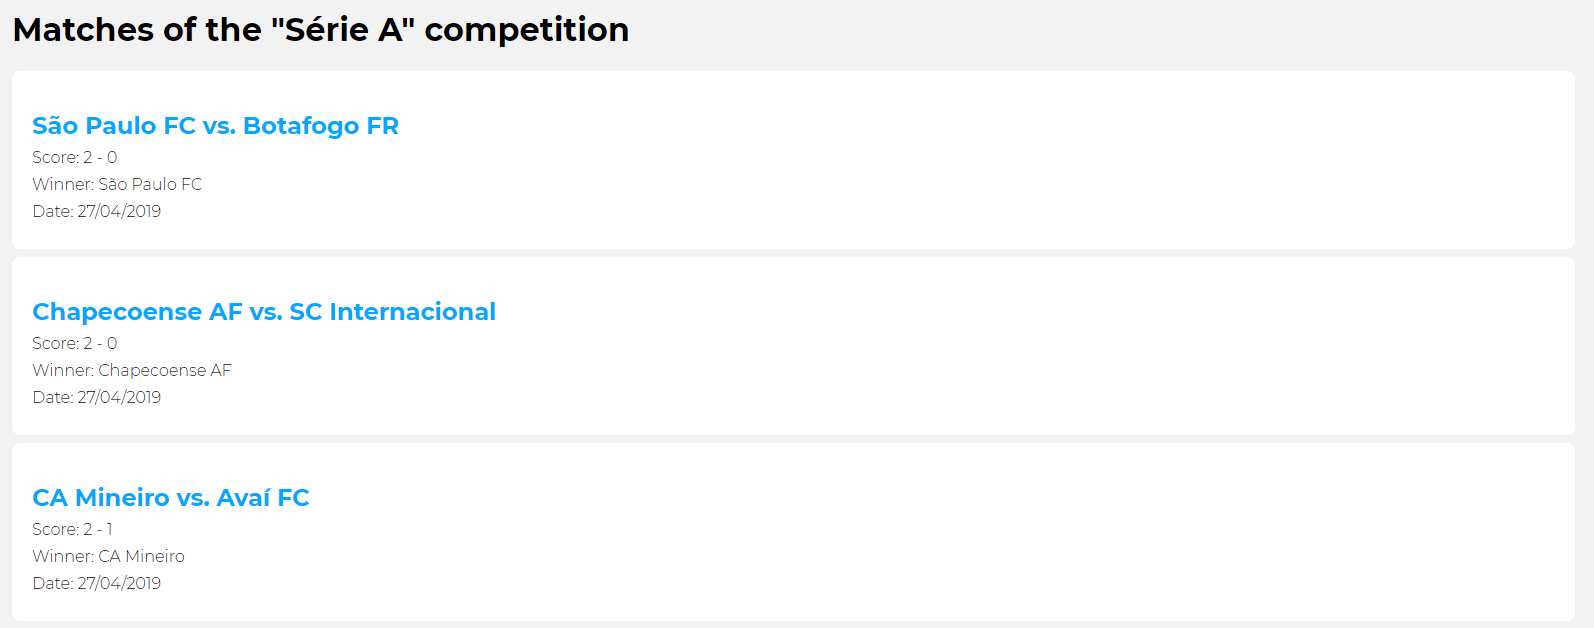 Matches of the "Série A" competition
São Paulo FC vs. Botafogo FR
Score: 2 - 0
Winner: São Paulo FC
Date: 27/04/2019
Chapecoense AF vs. SC Internacional
Score: 2 - 0
Winner: Chapecoense AF
Date: 27/04/2019
CA Mineiro vs. Avaí FC
Score: 2 - 1
Winner: CA Mineiro
Date: 27/04/2019